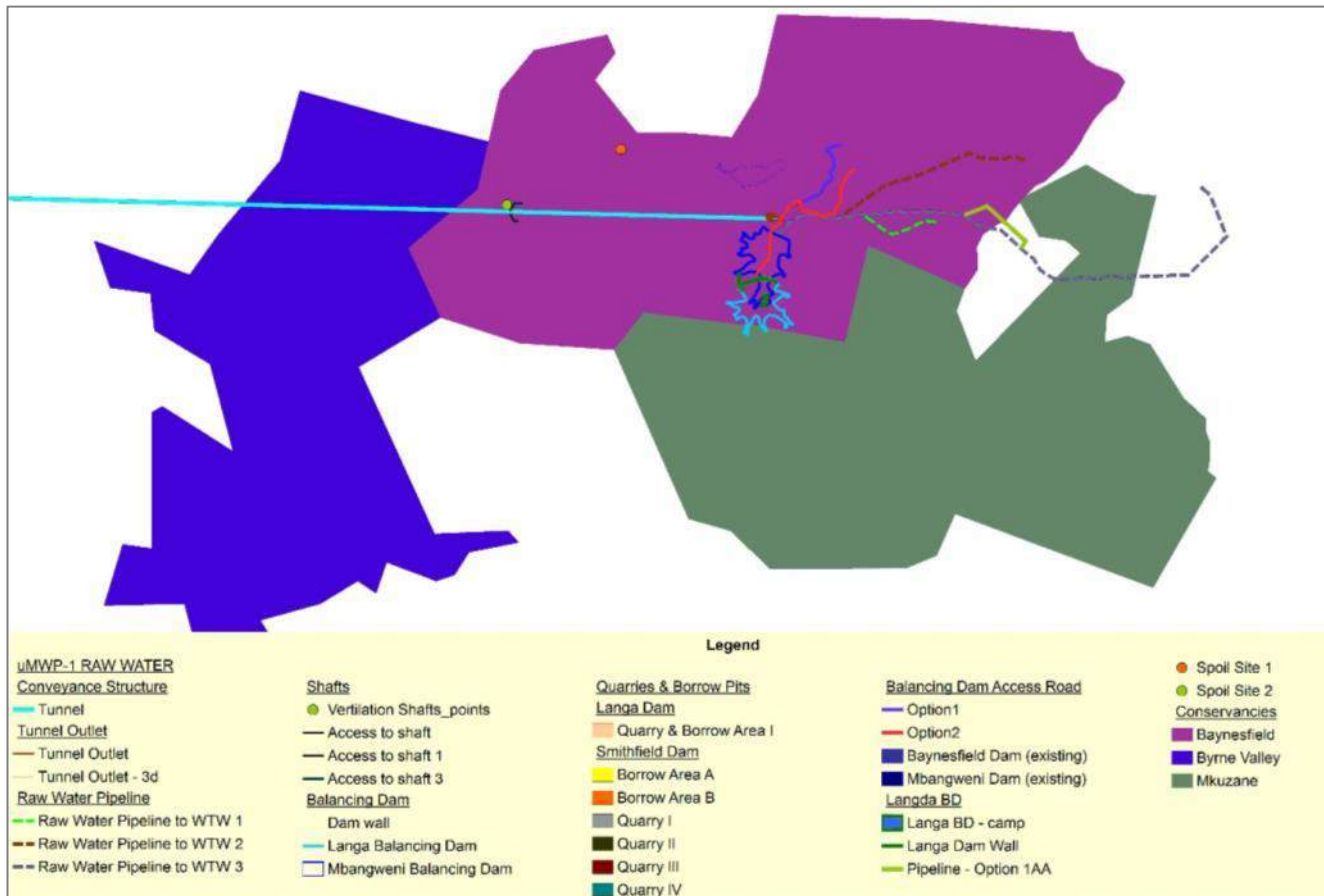 Legend
uMWP-1 RAW WATER
Conveyance Structure
Tunnel
Tunnel Outlet
Tunnel Outlet
Tunnel Outlet - 3d
Raw Water Pipeline
Raw Water Pipeline to WTW 1
Raw Water Pipeline to WTW 2
Raw Water Pipeline to WTW 3
Shafts
Vertilation Shafts_points
Access to shaft
Access to shaft 1
Access to shaft 3
Balancing Dam
Dam wall
Langa Balancing Dam
Mbangweni Balancing Dam
Quarries & Borrow Pits
Langa Dam
Quarry & Borrow Area I
Smithfield Dam
Borrow Area A
Borrow Area B
Quarry I
Quarry II
Quarry III
Quarry IV
Balancing Dam Access Road
Option1
Option2
Baynesfield Dam (existing)
Mbangweni Dam (existing)
Langda BD
Langa BD - camp
Langa Dam Wall
Pipeline - Option 1AA
Spoil Site 1
Spoil Site 2
Conservancies
Baynesfield
Byrne Valley
Mkuzane